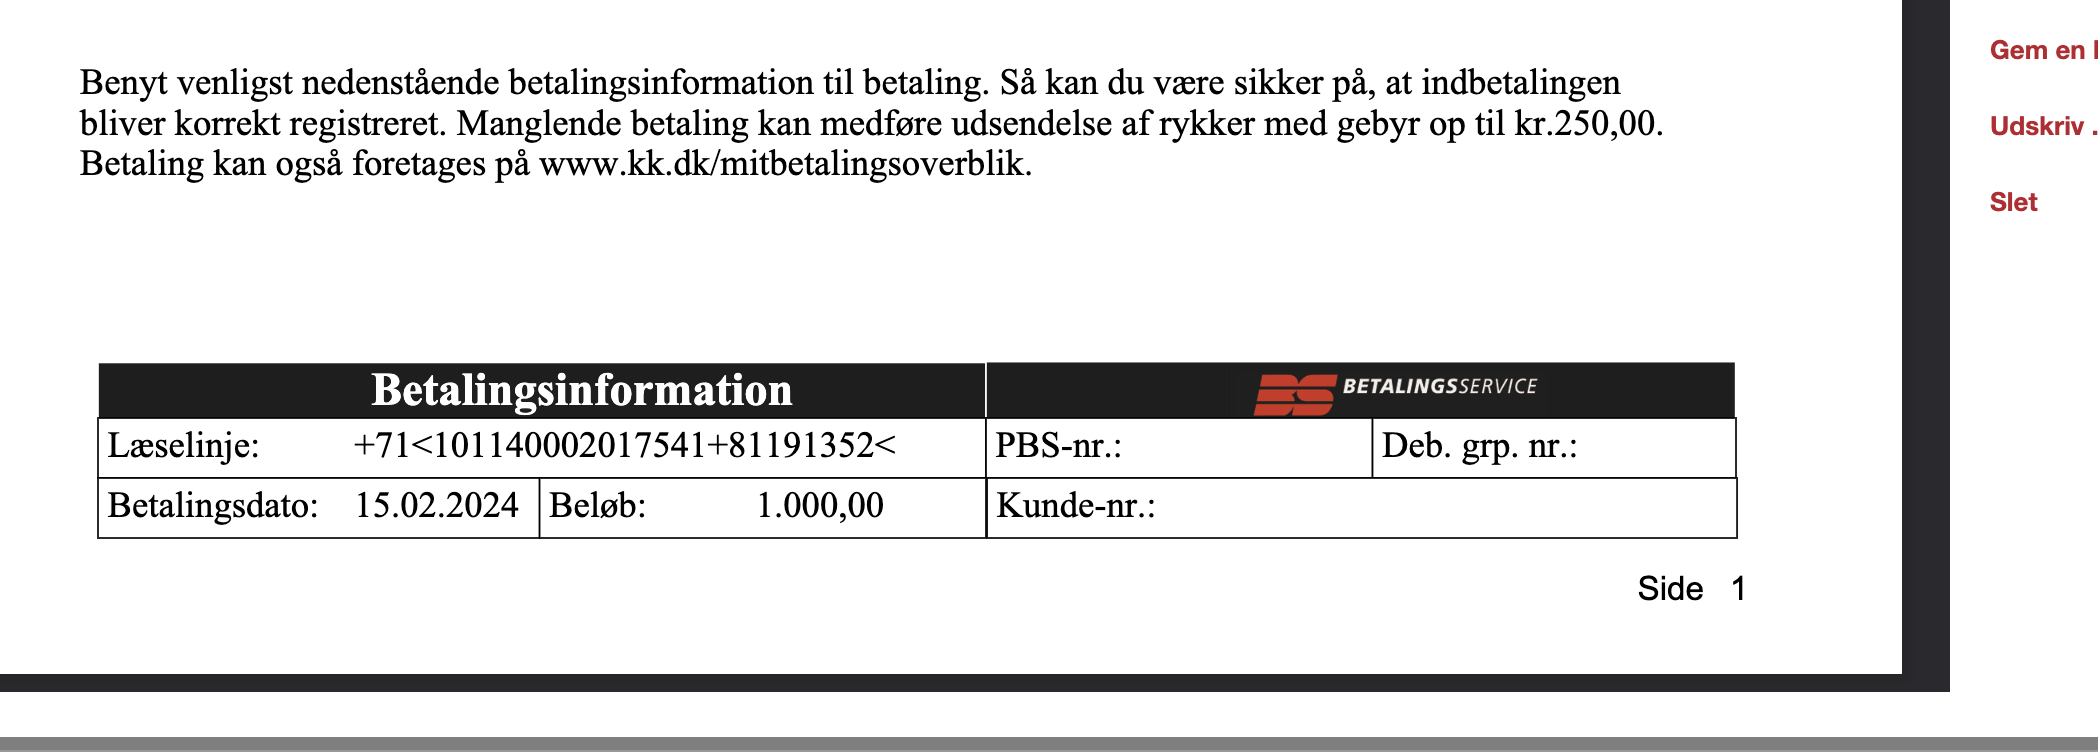 Benyt venligst nedenstående betalingsinformation til betaling. Så kan du være sikker på, at indbetalingen
bliver korrekt registreret. Manglende betaling kan medføre udsendelse af rykker med gebyr op til kr.250,00.
Betaling kan også foretages på www.kk.dk/mitbetalingsoverblik.
Gem en
Udskriv .
Slet
Betalingsinformation
BS BETALINGSSERVICE
Læselinje: +71<101140002017541+81191352< PBS-nr.: Deb. grp. nr.:
Betalingsdato: 15.02.2024 Beløb: 1.000,00 Kunde-nr.:
Side 1